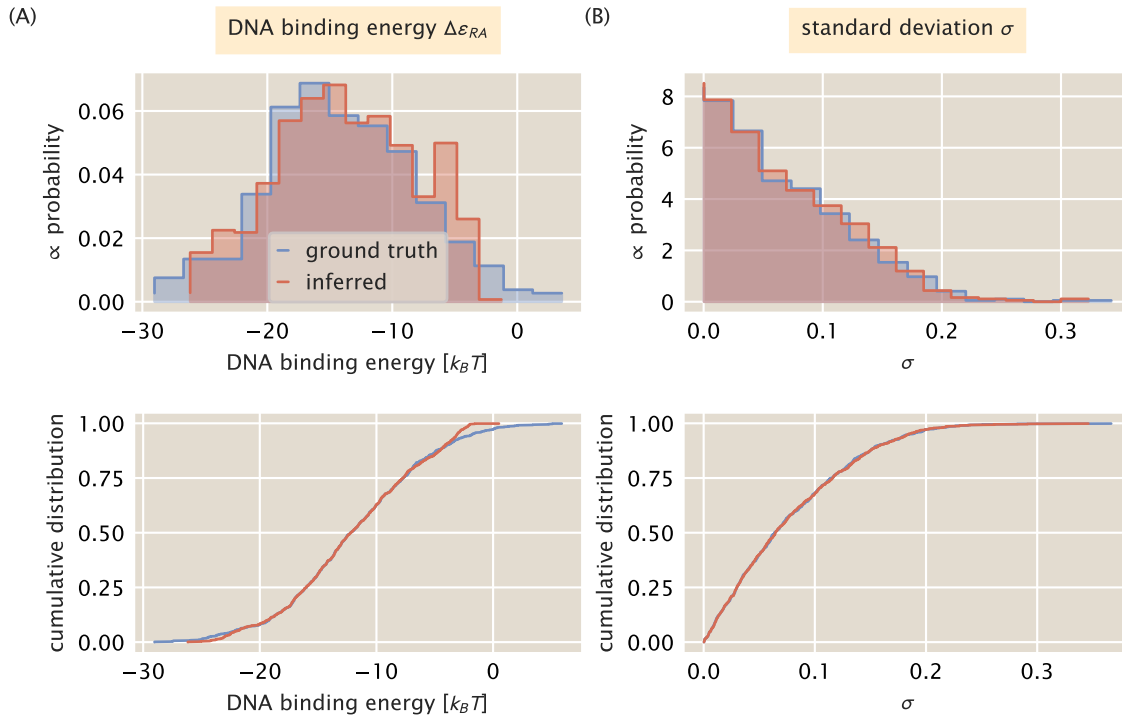 (A)
DNA binding energy Δε_RA
∝ probability
0.06
0.04
0.02
0.00
ground truth
inferred
−30
−20
−10
0
DNA binding energy [k_BT]
cumulative distribution
1.00
0.75
0.50
0.25
0.00
−30
−20
−10
0
DNA binding energy [k_BT]
(B)
standard deviation σ
∝ probability
8
6
4
2
0
0.0
0.1
0.2
0.3
σ
cumulative distribution
1.00
0.75
0.50
0.25
0.00
0.0
0.1
0.2
0.3
σ